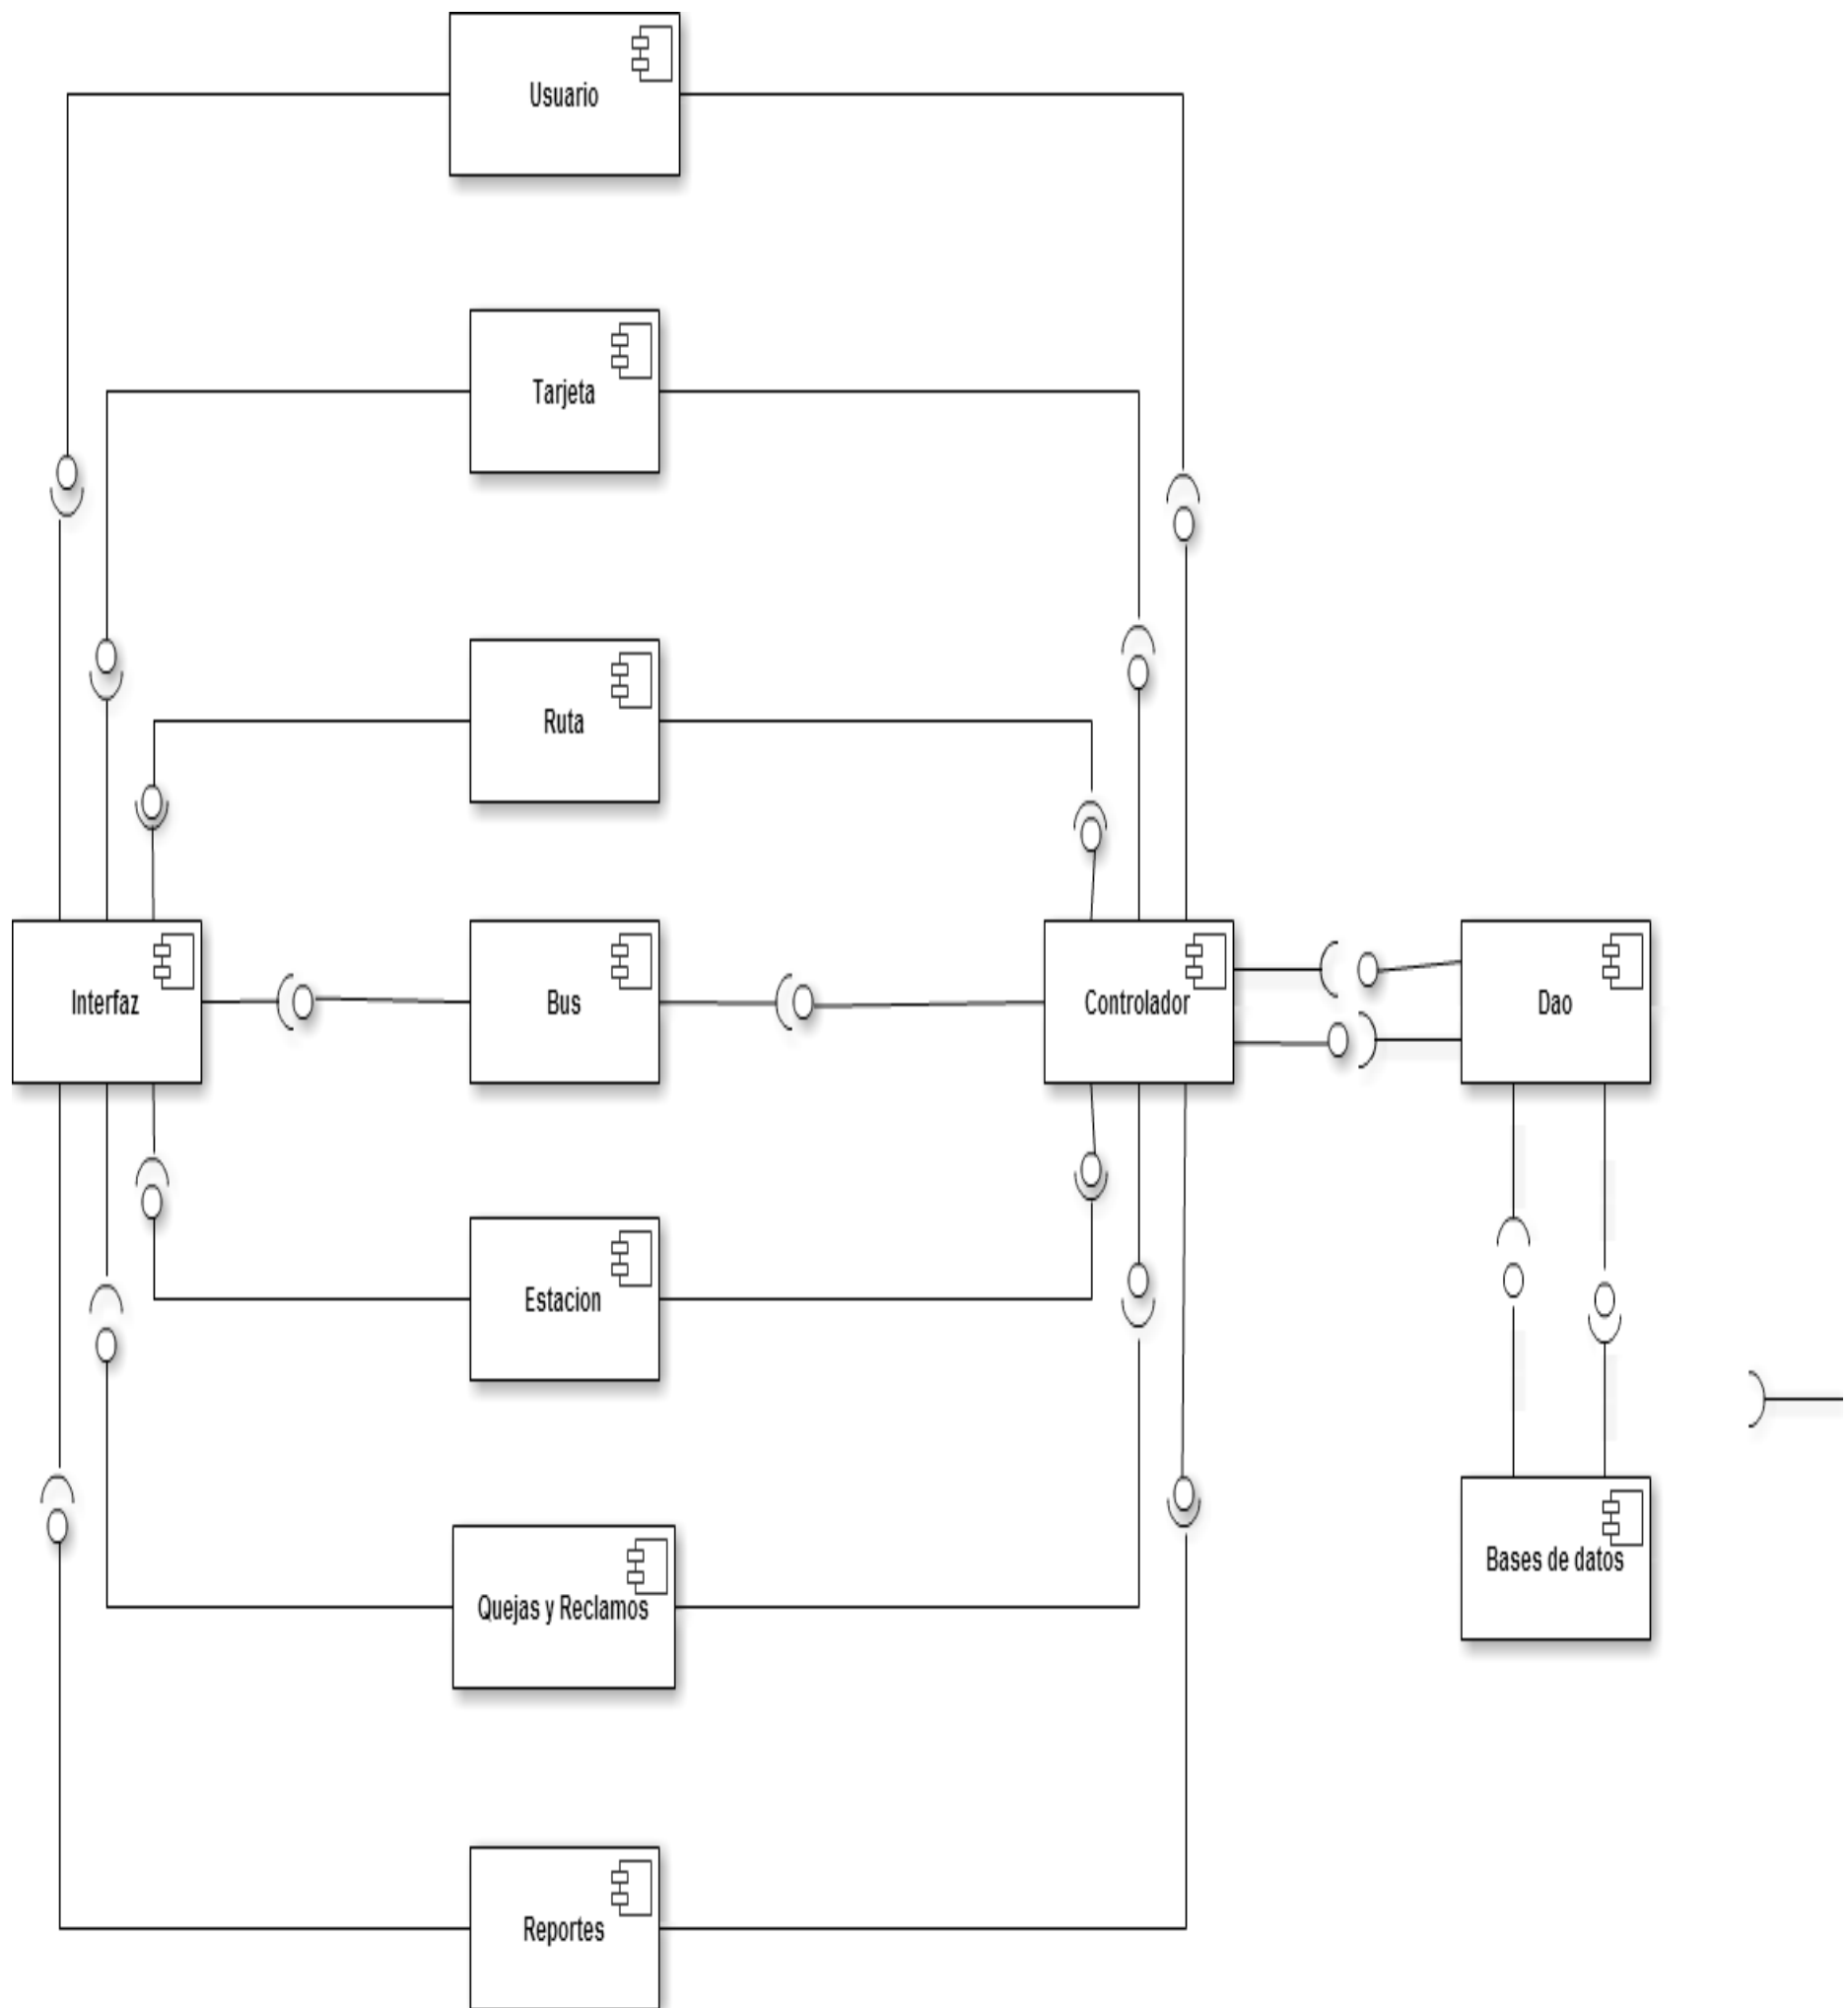 Usuario
Tarjeta
Ruta
Interfaz
Bus
Controlador
Dao
Estacion
Bases de datos
Quejas y Reclamos
Reportes